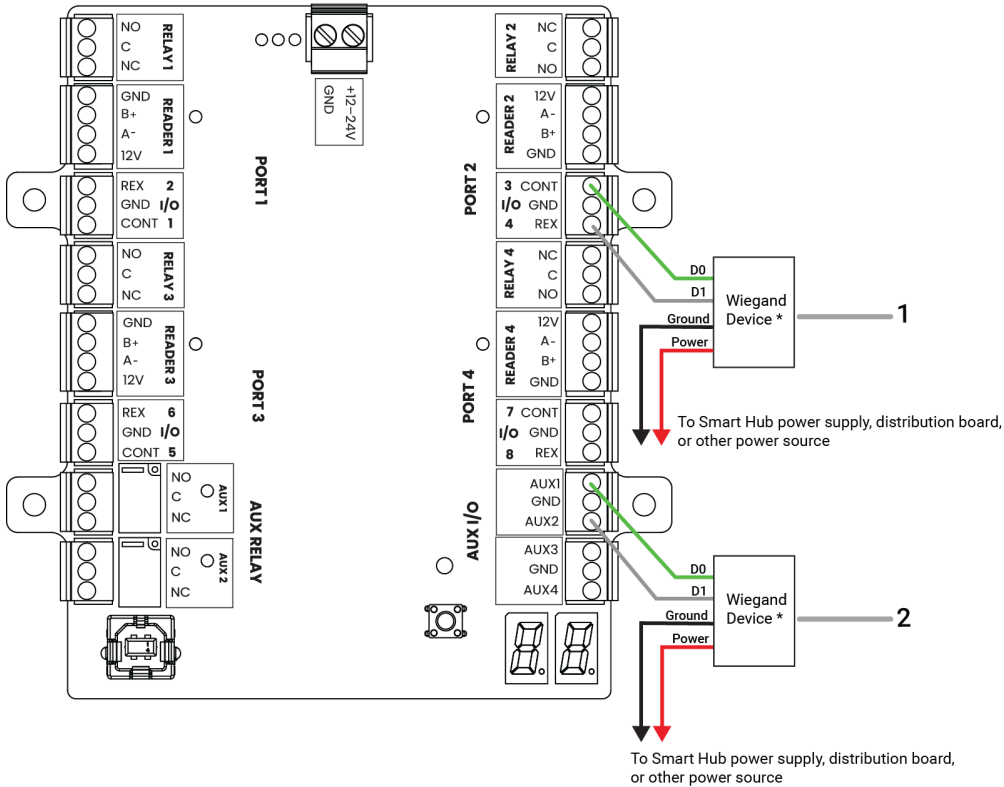 NO
C
NC
RELAY 1
GND
B+
A-
12V
READER 1
REX 2
GND I/O
CONT 1
NO
C
NC
RELAY 3
GND
B+
A-
12V
READER 3
REX 6
GND I/O
CONT 5
NO
C
NC
AUX 1
NO
C
NC
AUX 2
PORT 1
PORT 3
AUX RELAY
+12-24V
GND
PORT 2
PORT 4
AUX I/O
RELAY 2
NC
C
NO
READER 2
12V
A-
B+
GND
3 CONT
I/O GND
4 REX
RELAY 4
NC
C
NO
READER 4
12V
A-
B+
GND
7 CONT
I/O GND
8 REX
AUX1
GND
AUX2
AUX3
GND
AUX4
D0
D1
Ground
Power
Wiegand
Device *
1
To Smart Hub power supply, distribution board,
or other power source
D0
D1
Ground
Power
Wiegand
Device *
2
To Smart Hub power supply, distribution board,
or other power source